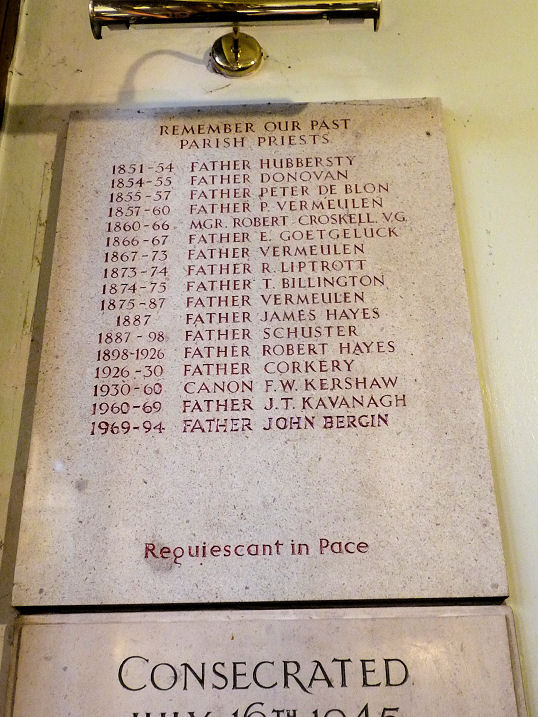 REMEMBER OUR PAST
PARISH PRIESTS
1851-54 FATHER HUBBERSTY
1854-55 FATHER DONOVAN
1855-57 FATHER PETER DE BLON
1857-60 FATHER P. VERMEULEN
1860-66 MGR. ROBERT CROSKELL. V.G.
1866-67 FATHER E. GOETGELUCK
1867-73 FATHER VERMEULEN
1873-74 FATHER R. LIPTROTT
1874-75 FATHER T. BILLINGTON
1875-87 FATHER VERMEULEN
1887 FATHER JAMES HAYES
1887-98 FATHER SCHUSTER
1898-1926 FATHER ROBERT HAYES
1926-30 FATHER CORKERY
1930-60 CANON F.W. KERSHAW
1960-69 FATHER J.T. KAVANAGH
1969-94 FATHER JOHN BERGIN
Requiescant in Pace
CONSECRATED
JULY 16TH 1945